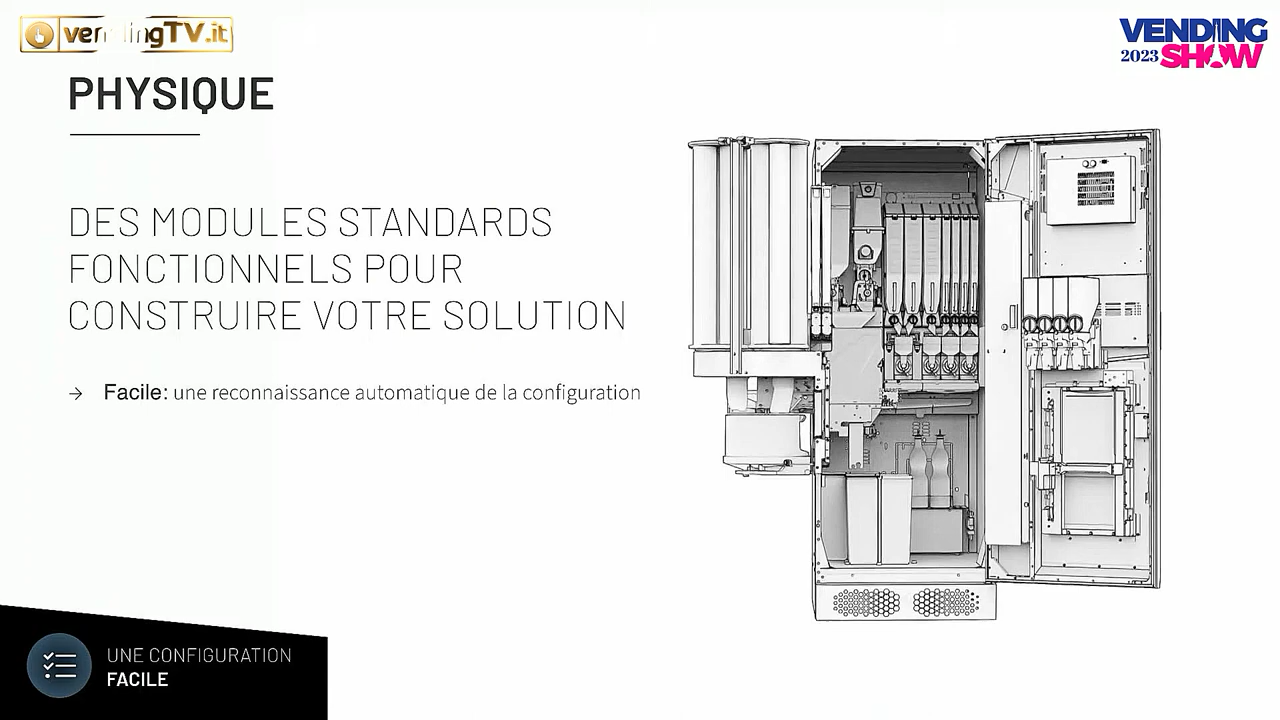 vendingTV.it
VENDING
2023 SHOW
PHYSIQUE
DES MODULES STANDARDS
FONCTIONNELS POUR
CONSTRUIRE VOTRE SOLUTION
→ Facile: une reconnaissance automatique de la configuration
UNE CONFIGURATION
FACILE